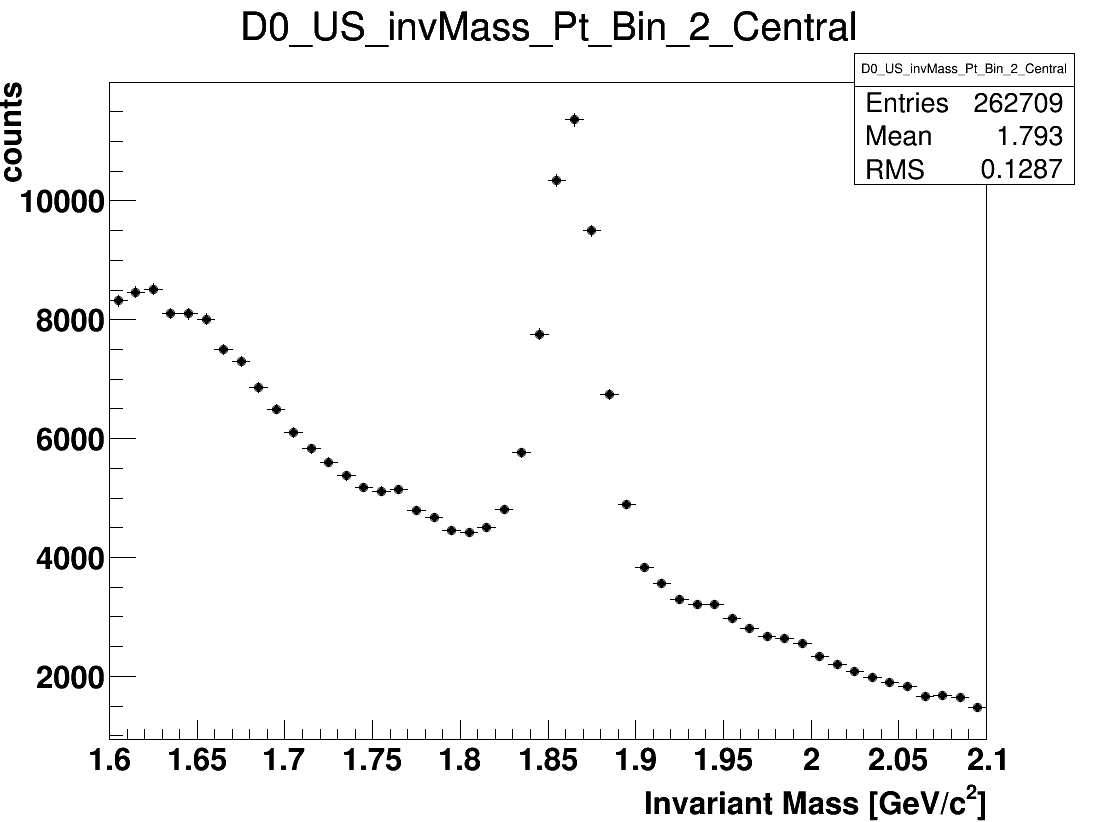 D0_US_invMass_Pt_Bin_2_Central
D0_US_invMass_Pt_Bin_2_Central
Entries 262709
Mean 1.793
RMS 0.1287
counts
10000
8000
6000
4000
2000
1.6 1.65 1.7 1.75 1.8 1.85 1.9 1.95 2 2.05 2.1
Invariant Mass [GeV/c²]